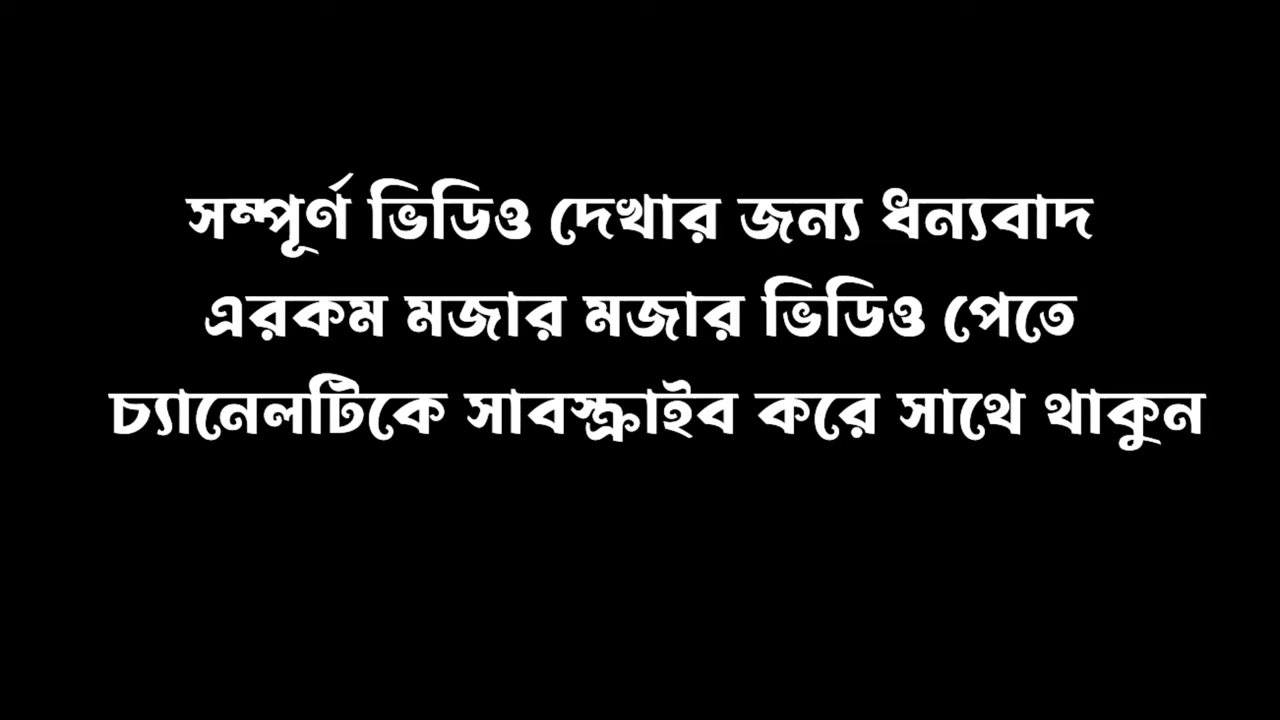 সম্পূর্ণ ভিডিও দেখার জন্য ধন্যবাদ
এরকম মজার মজার ভিডিও পেতে
চ্যানেলটিকে সাবস্ক্রাইব করে সাথে থাকুন